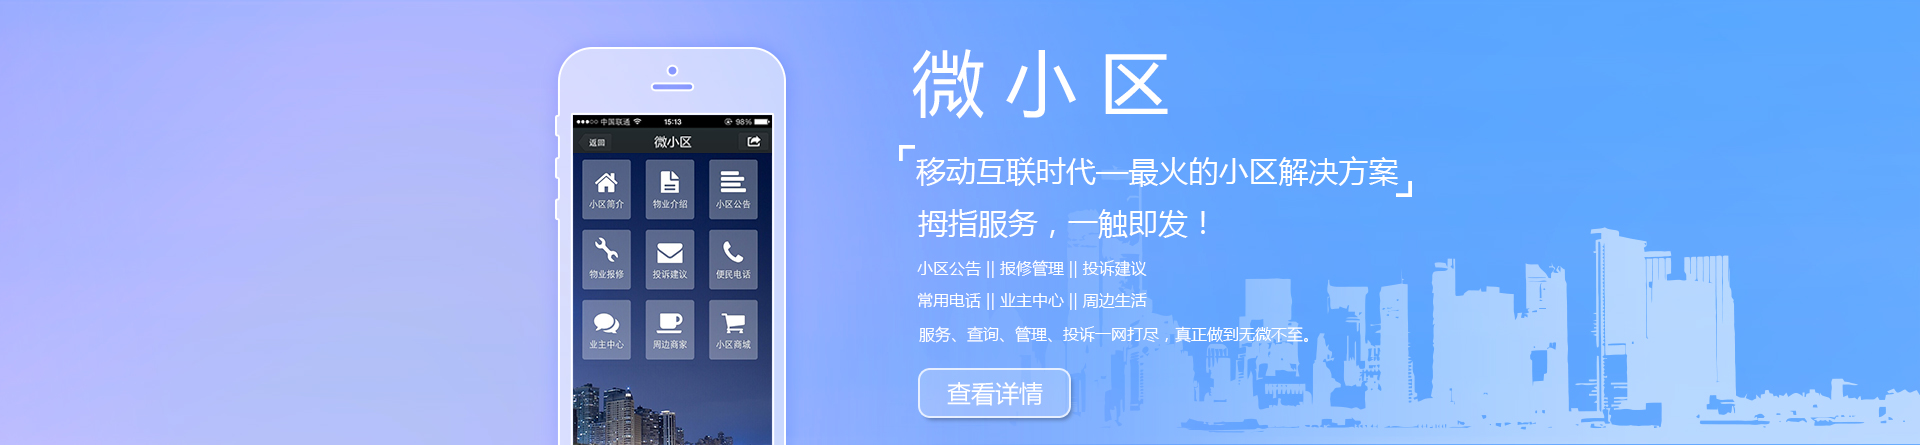 中国联通 15:13 98%
返回 微小区
小区简介 物业介绍 小区公告
物业报修 投诉建议 便民电话
业主中心 周边商家 小区商城
微小区
「移动互联时代—最火的小区解决方案」
拇指服务，一触即发！
小区公告 || 报修管理 || 投诉建议
常用电话 || 业主中心 || 周边生活
服务、查询、管理、投诉一网打尽，真正做到无微不至。
查看详情